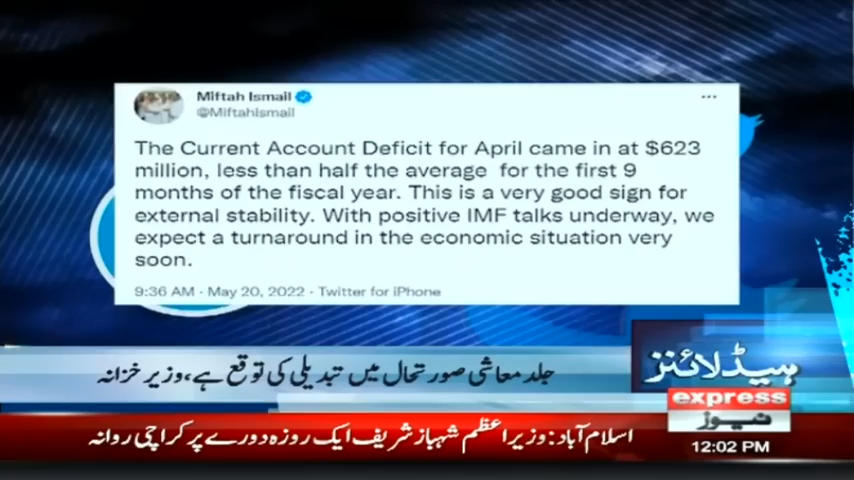 Miftah Ismail
@MiftahIsmail
The Current Account Deficit for April came in at $623
million, less than half the average for the first 9
months of the fiscal year. This is a very good sign for
external stability. With positive IMF talks underway, we
expect a turnaround in the economic situation very
soon.
9:36 AM · May 20, 2022 · Twitter for iPhone
جلد معاشی صورتحال میں تبدیلی کی توقع ہے، وزیر خزانہ
ہیڈلائنز
express
نیوز
اسلام آباد: وزیراعظم شہباز شریف ایک روزہ دورے پر کراچی روانہ
12:02 PM